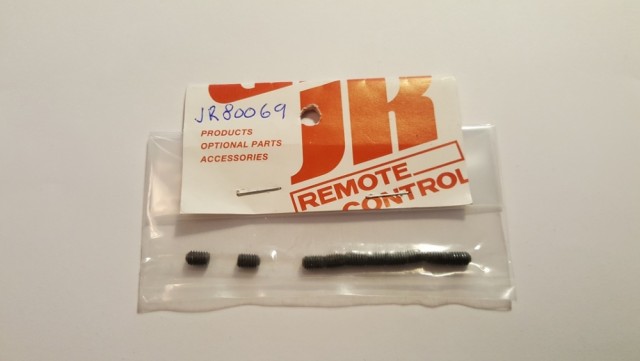 JR80069
PRODUCTS
OPTIONAL PARTS
ACCESSORIES
JR
REMOTE
CONTROL